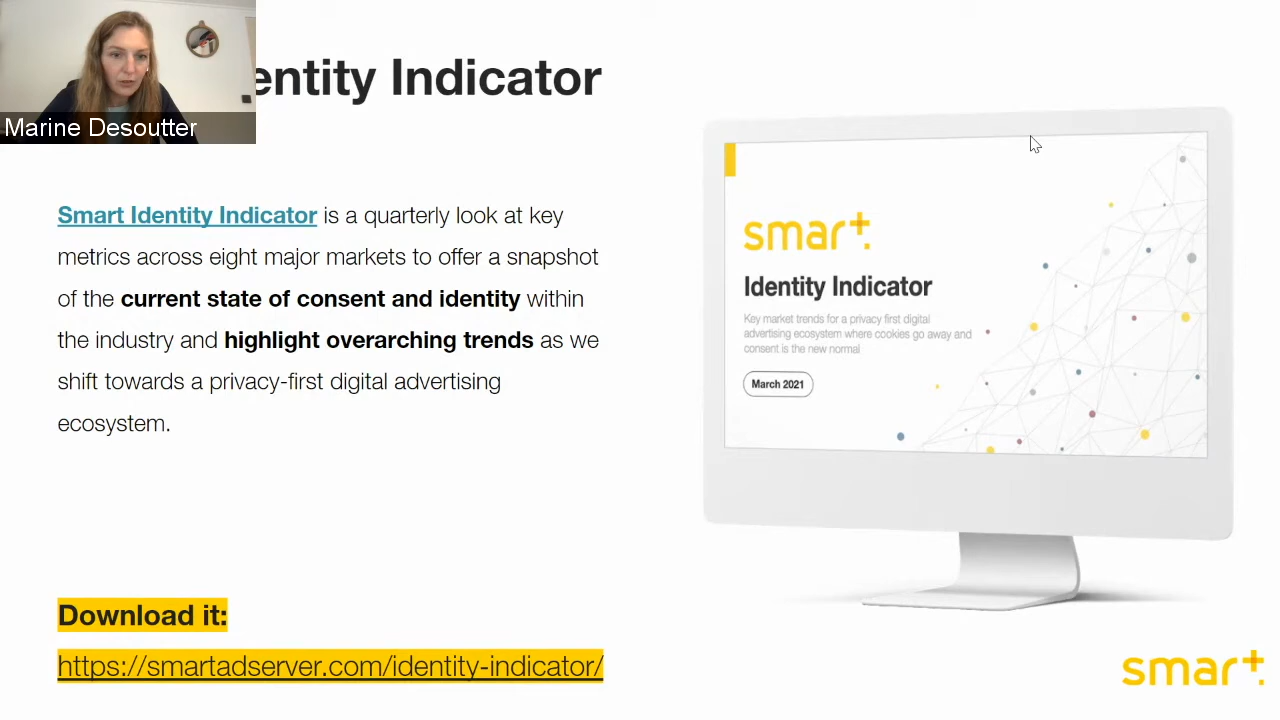 entity Indicator
Marine Desoutter
Smart Identity Indicator is a quarterly look at key
metrics across eight major markets to offer a snapshot
of the current state of consent and identity within
the industry and highlight overarching trends as we
shift towards a privacy-first digital advertising
ecosystem.
smart
Identity Indicator
Key market trends for a privacy first digital
advertising ecosystem where cookies go away and
consent is the new normal
March 2021
Download it:
https://smartadserver.com/identity-indicator/
smart